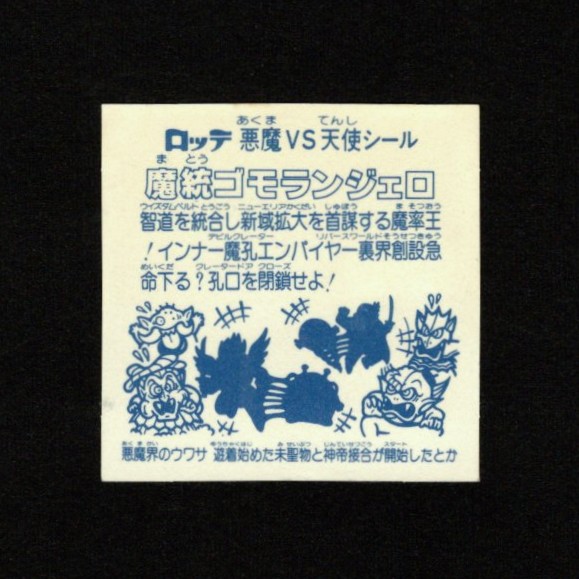 ロッテ 悪魔VS天使シール
魔統ゴモランジェロ
智道を統合し新域拡大を首謀する魔率王
！インナー魔孔エンパイヤー裏界創設急
命下る？孔口を閉鎖せよ！
悪魔界のウワサ 遊着始めた未聖物と神帝接合が開始したとか